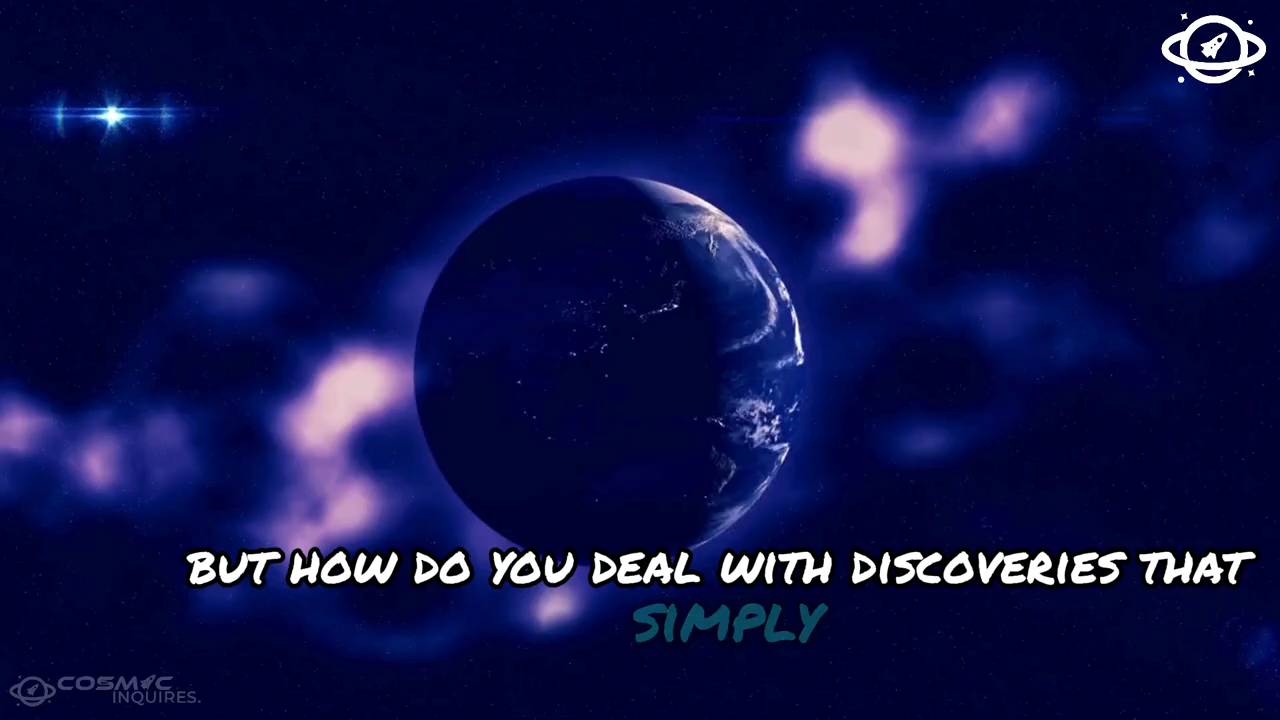 BUT HOW DO YOU DEAL WITH DISCOVERIES THAT
SIMPLY
COSMIC
INQUIRES.